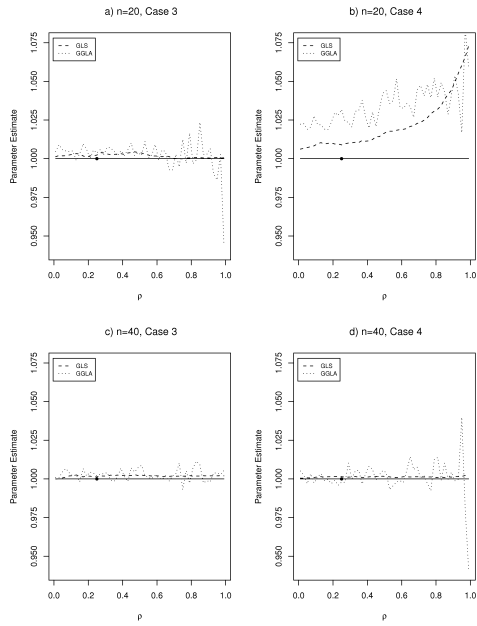 a) n=20, Case 3
GLS
GGLA
Parameter Estimate
1.075
1.050
1.025
1.000
0.975
0.950
0.0 0.2 0.4 0.6 0.8 1.0
ρ
b) n=20, Case 4
GLS
GGLA
Parameter Estimate
1.075
1.050
1.025
1.000
0.975
0.950
0.0 0.2 0.4 0.6 0.8 1.0
ρ
c) n=40, Case 3
GLS
GGLA
Parameter Estimate
1.075
1.050
1.025
1.000
0.975
0.950
0.0 0.2 0.4 0.6 0.8 1.0
ρ
d) n=40, Case 4
GLS
GGLA
Parameter Estimate
1.075
1.050
1.025
1.000
0.975
0.950
0.0 0.2 0.4 0.6 0.8 1.0
ρ